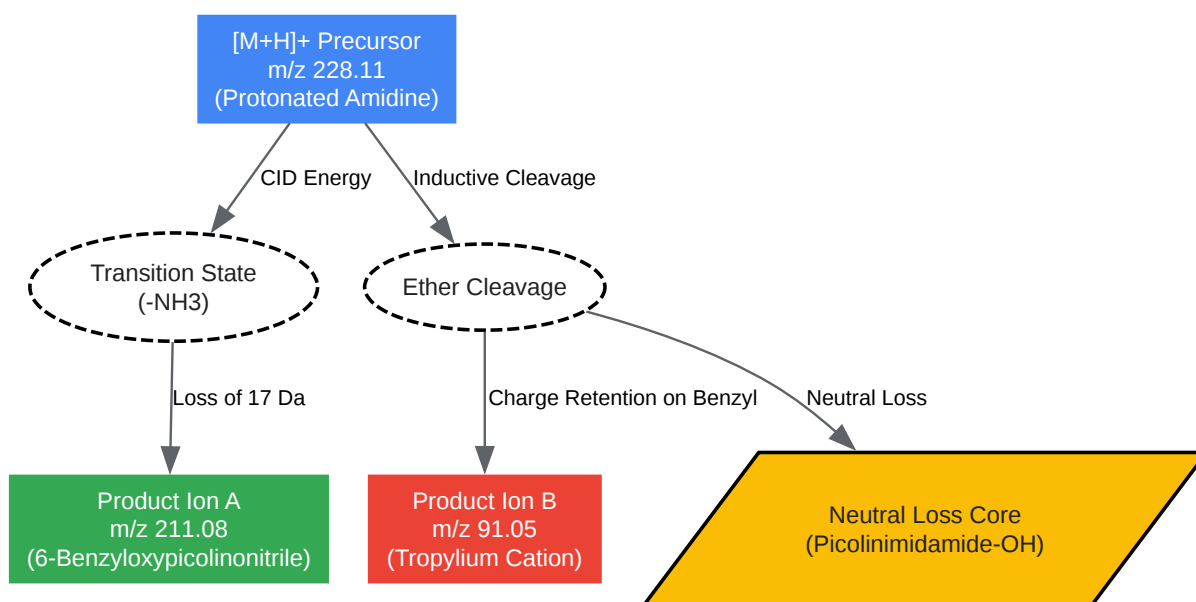 [M+H]+ Precursor
m/z 228.11
(Protonated Amidine)
CID Energy
Inductive Cleavage
Transition State
(-NH3)
Ether Cleavage
Loss of 17 Da
Charge Retention on Benzyl
Neutral Loss
Product Ion A
m/z 211.08
(6-Benzyloxypicolinonitrile)
Product Ion B
m/z 91.05
(Tropylium Cation)
Neutral Loss Core
(Picolinimidamide-OH)